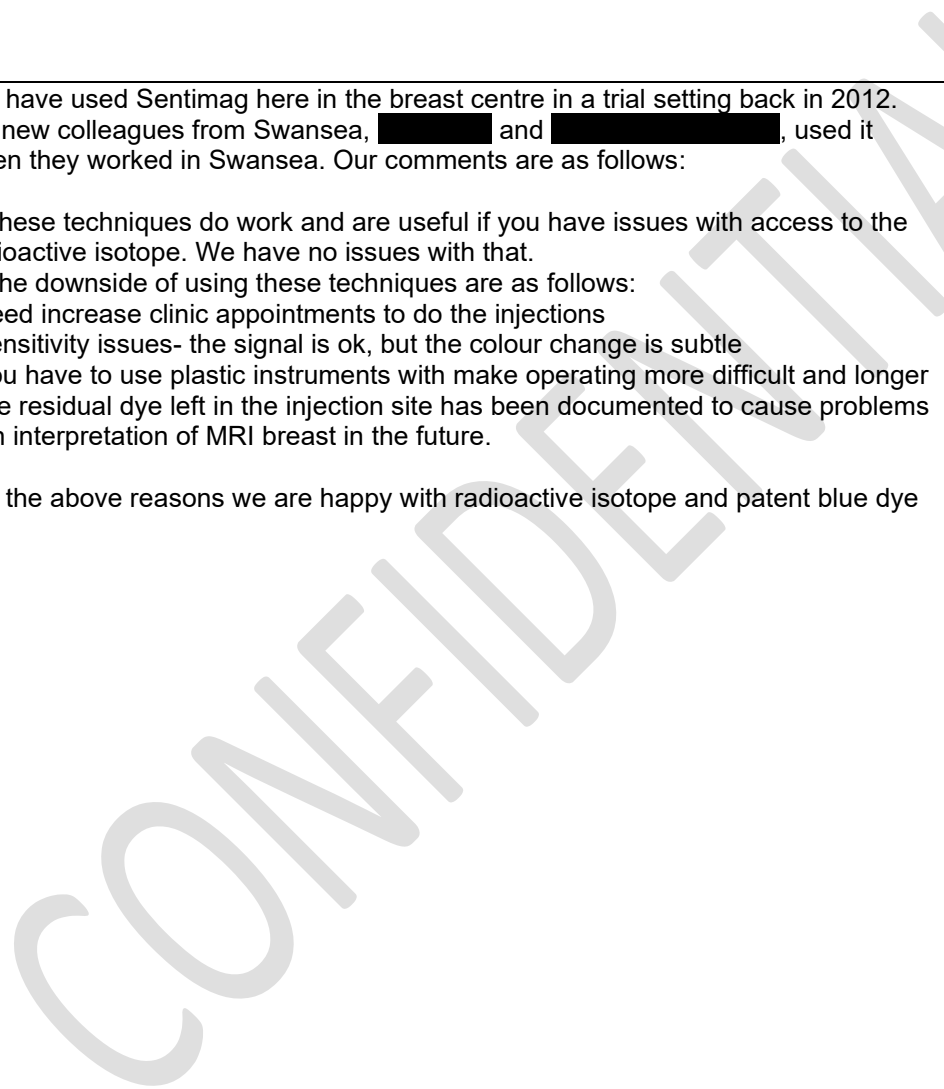 have used Sentimag here in the breast centre in a trial setting back in 2012.
new colleagues from Swansea, and , used it
en they worked in Swansea. Our comments are as follows:
hese techniques do work and are useful if you have issues with access to the
ioactive isotope. We have no issues with that.
he downside of using these techniques are as follows:
eed increase clinic appointments to do the injections
ensitivity issues- the signal is ok, but the colour change is subtle
ou have to use plastic instruments with make operating more difficult and longer
e residual dye left in the injection site has been documented to cause problems
n interpretation of MRI breast in the future.
the above reasons we are happy with radioactive isotope and patent blue dye
CONFIDENTIA